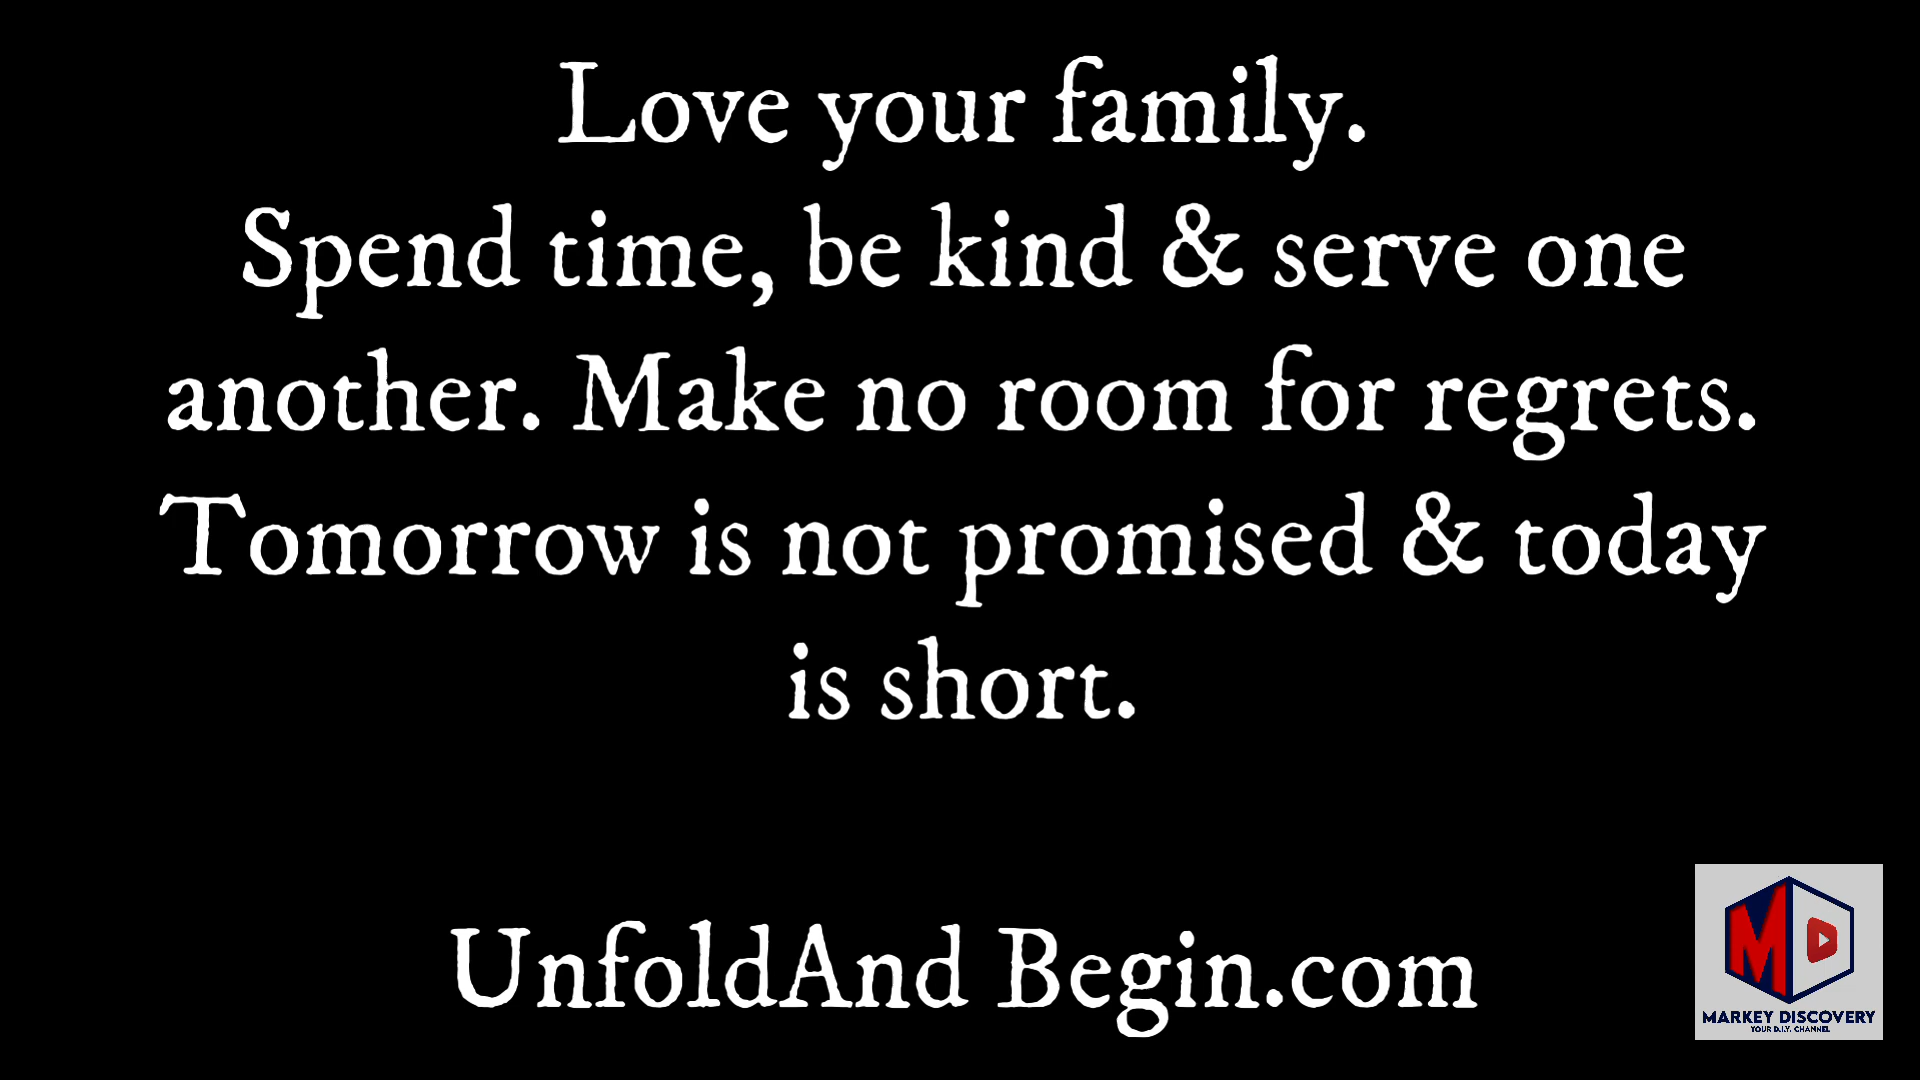 Love your family.
Spend time, be kind & serve one
another. Make no room for regrets.
Tomorrow is not promised & today
is short.
UnfoldAnd Begin.com
MARKEY DISCOVERY
YOUR D.I.Y. CHANNEL